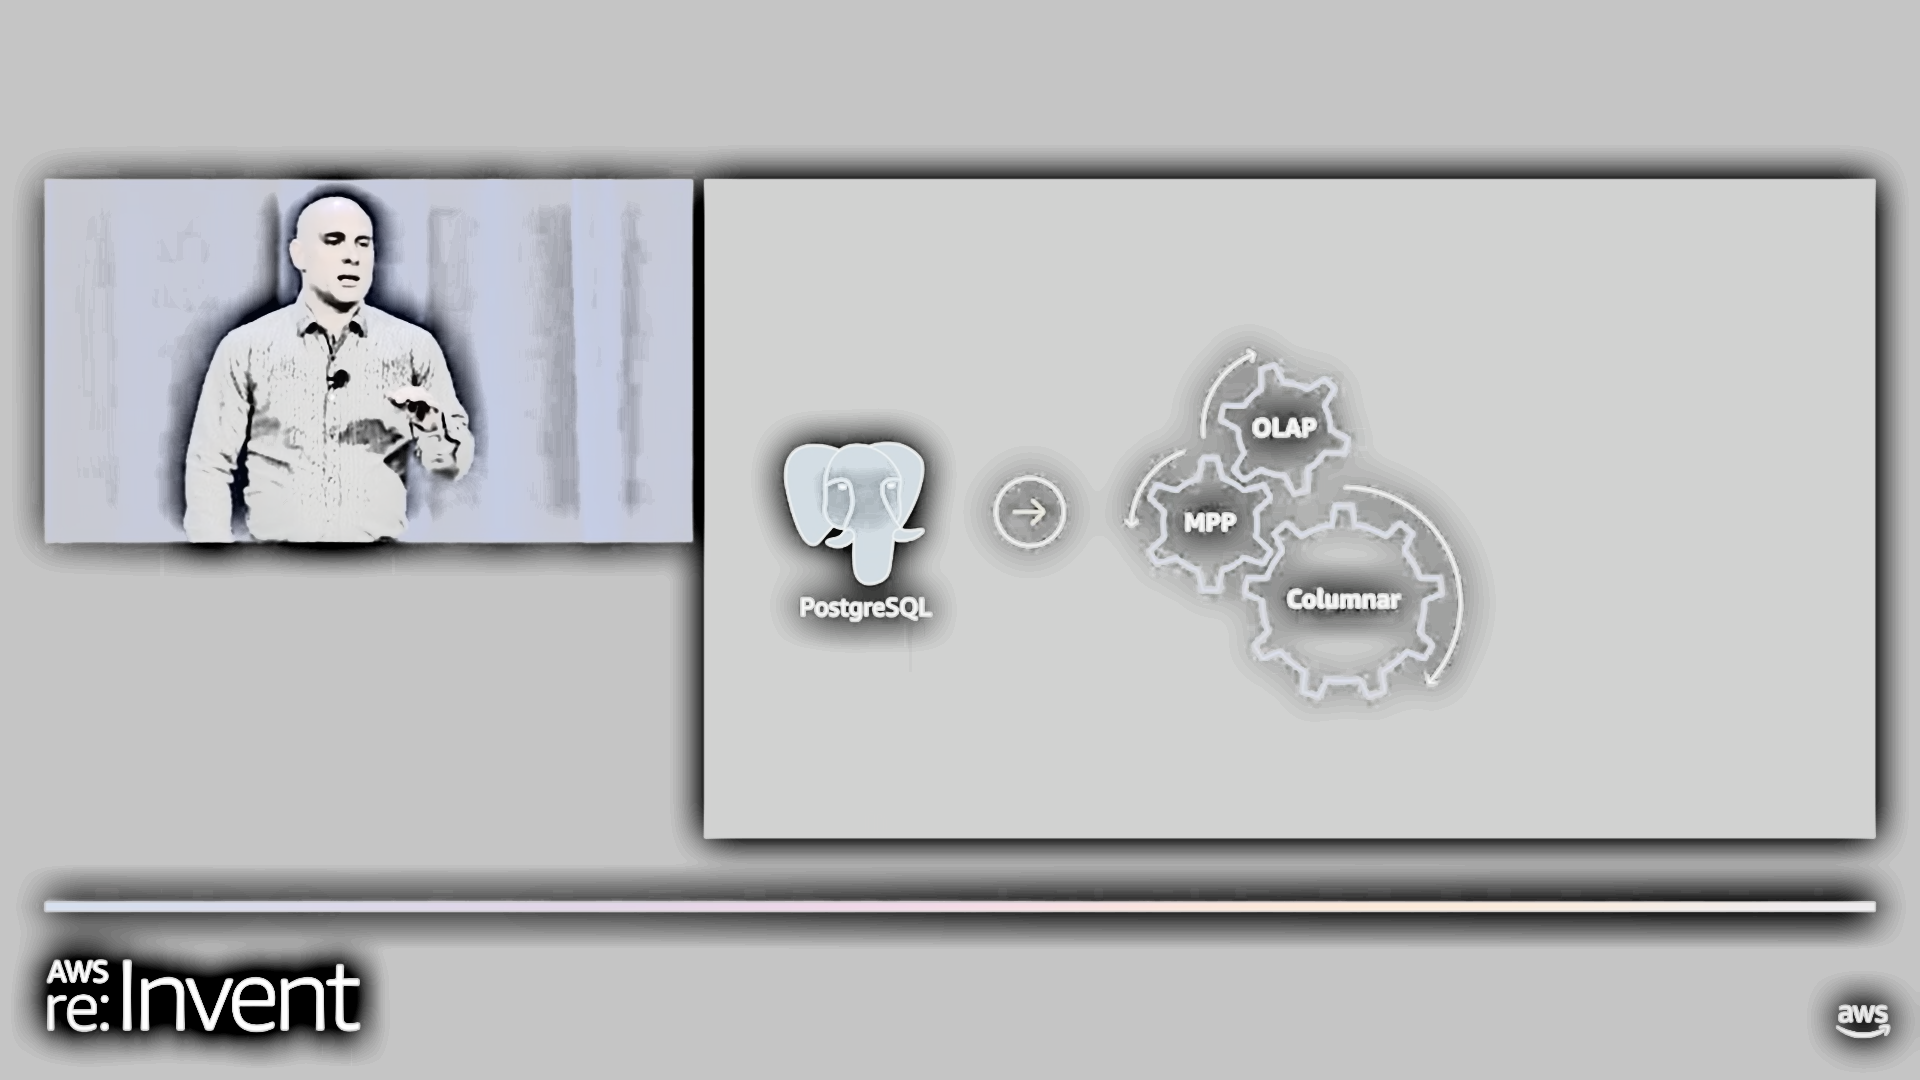 OLAP
MPP
Columnar
PostgreSQL
AWS
re:Invent
aws